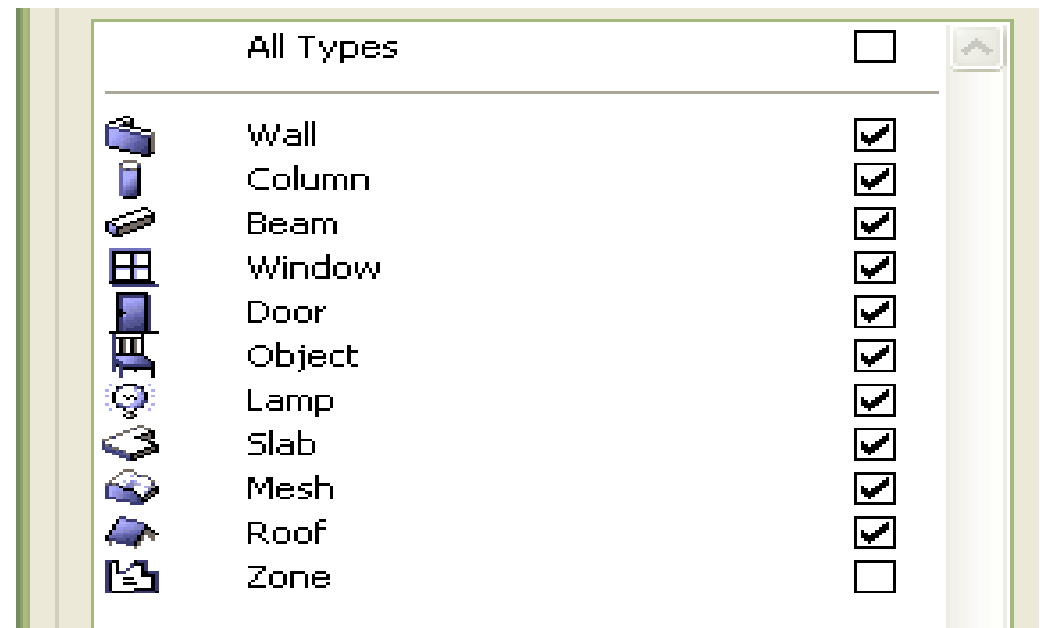 All Types
Wall
Column
Beam
Window
Door
Object
Lamp
Slab
Mesh
Roof
Zone